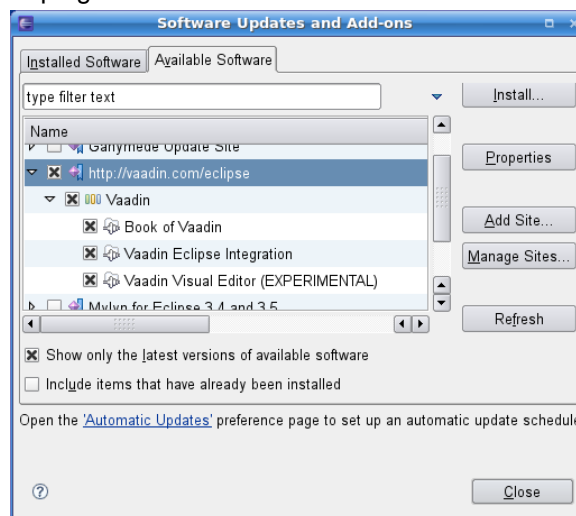 Software Updates and Add-ons
Installed Software
Available Software
type filter text
Install...
Name
Ganymede Update Site
Properties
http://vaadin.com/eclipse
Vaadin
Book of Vaadin
Add Site...
Vaadin Eclipse Integration
Manage Sites...
Vaadin Visual Editor (EXPERIMENTAL)
Mylyn for Eclipse 3.4 and 3.5
Refresh
Show only the latest versions of available software
Include items that have already been installed
Open the 'Automatic Updates' preference page to set up an automatic update schedule
?
Close